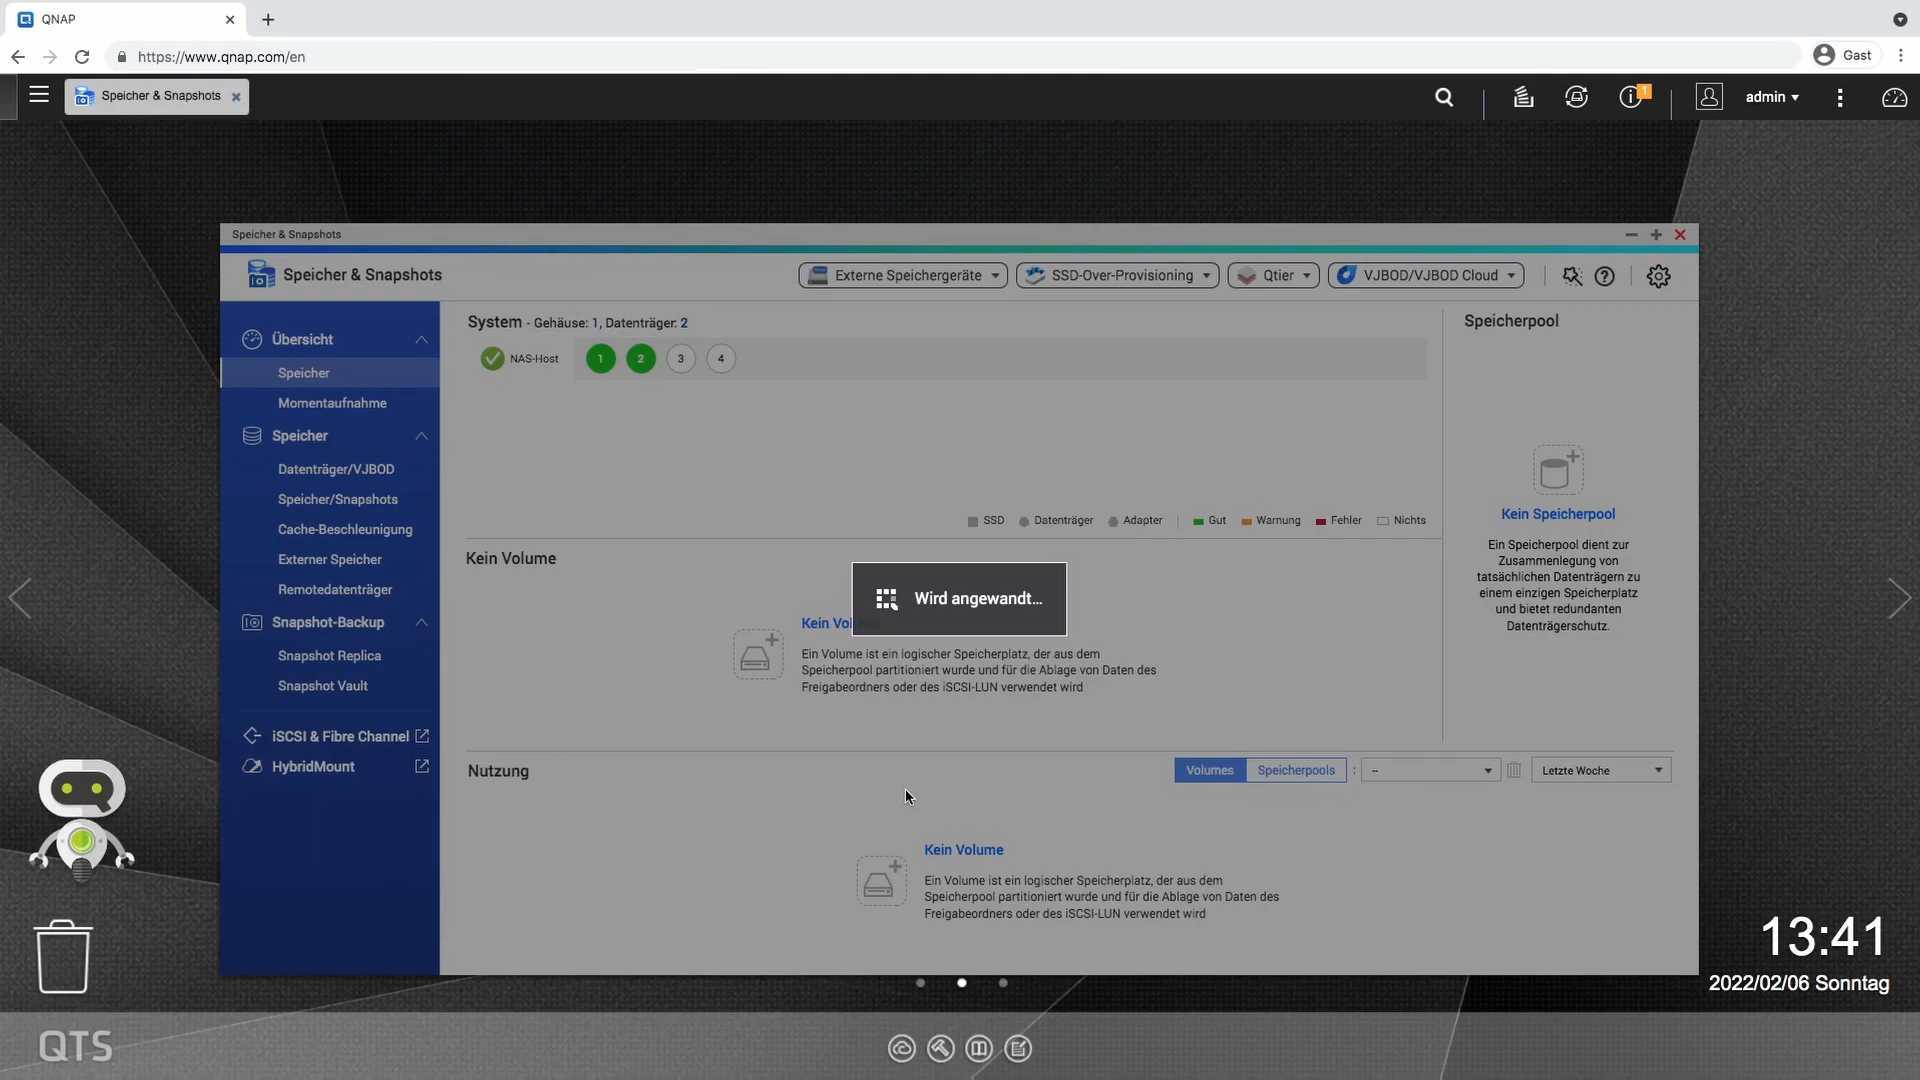 QNAP
https://www.qnap.com/en
Gast
Speicher & Snapshots
1
admin
Speicher & Snapshots
Speicher & Snapshots
Externe Speichergeräte
SSD-Over-Provisioning
Qtier
VJBOD/VJBOD Cloud
Übersicht
Speicher
Momentaufnahme
Speicher
Datenträger/VJBOD
Speicher/Snapshots
Cache-Beschleunigung
Externer Speicher
Remotedatenträger
Snapshot-Backup
Snapshot Replica
Snapshot Vault
iSCSI & Fibre Channel
HybridMount
System - Gehäuse: 1, Datenträger: 2
NAS-Host
1
2
3
4
SSD
Datenträger
Adapter
Gut
Warnung
Fehler
Nichts
Speicherpool
Kein Speicherpool
Ein Speicherpool dient zur
Zusammenlegung von
tatsächlichen Datenträgern zu
einem einzigen Speicherplatz
und bietet redundanten
Datenträgerschutz.
Kein Volume
Wird angewandt...
Kein Vol
Ein Volume ist ein logischer Speicherplatz, der aus dem
Speicherpool partitioniert wurde und für die Ablage von Daten des
Freigabeordners oder des iSCSI-LUN verwendet wird
Nutzung
Volumes
Speicherpools
:
--
Letzte Woche
Kein Volume
Ein Volume ist ein logischer Speicherplatz, der aus dem
Speicherpool partitioniert wurde und für die Ablage von Daten des
Freigabeordners oder des iSCSI-LUN verwendet wird
13:41
2022/02/06 Sonntag
QTS